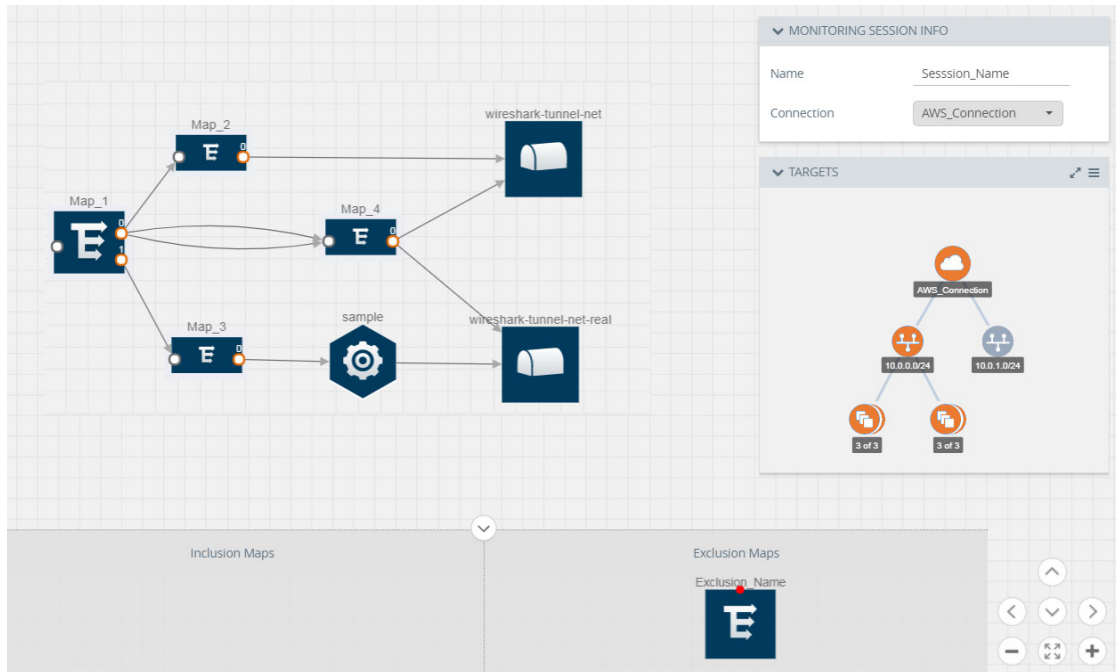 MONITORING SESSION INFO
Name Sesssion_Name
Connection AWS_Connection
TARGETS
AWS_Connection
10.0.0.0/24 10.0.1.0/24
3 of 3 3 of 3
wireshark-tunnel-net
Map_2
0
Map_1
0
1
Map_4
0
Map_3
0
sample
wireshark-tunnel-net-real
Inclusion Maps
Exclusion Maps
Exclusion_Name